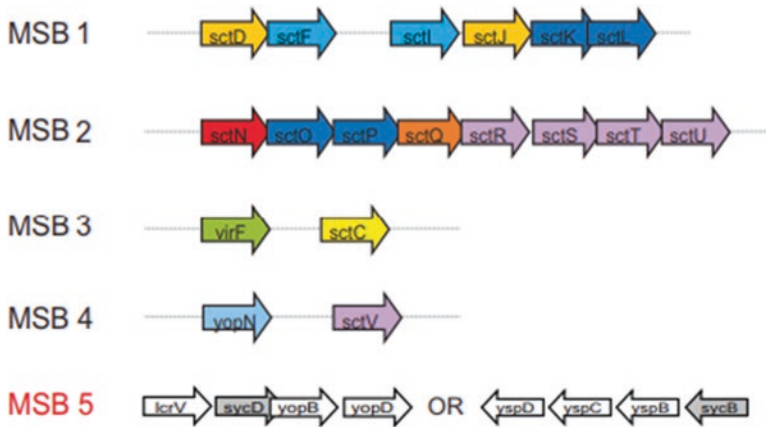 MSB 1 sctD sctF sctI sctJ sctK sctL
MSB 2 sctN sctO sctP sctQ sctR sctS sctT sctU
MSB 3 virF sctC
MSB 4 yopN sctV
MSB 5 lcrV sycD yopB yopD OR yspD yspC yspB sycB